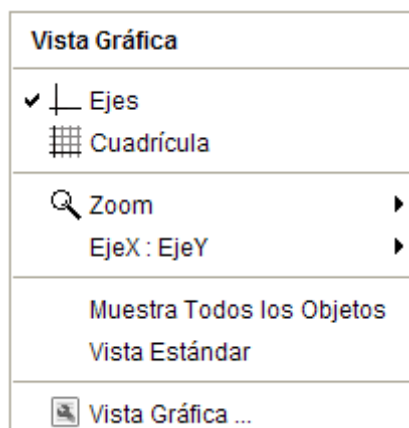 Vista Gráfica
Ejes
Cuadrícula
Zoom
EjeX : EjeY
Muestra Todos los Objetos
Vista Estándar
Vista Gráfica ...